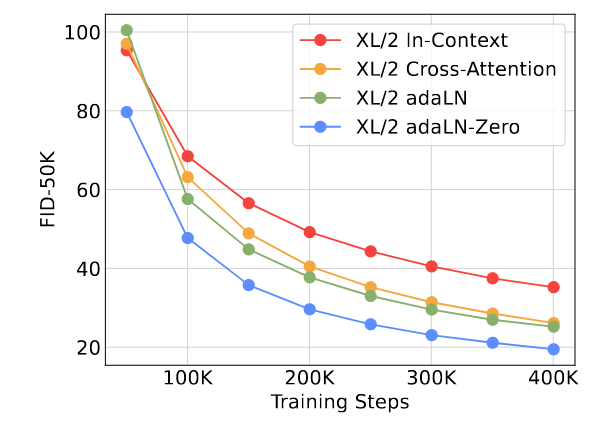 100
80
60
40
20
FID-50K
XL/2 In-Context
XL/2 Cross-Attention
XL/2 adaLN
XL/2 adaLN-Zero
100K 200K 300K 400K
Training Steps